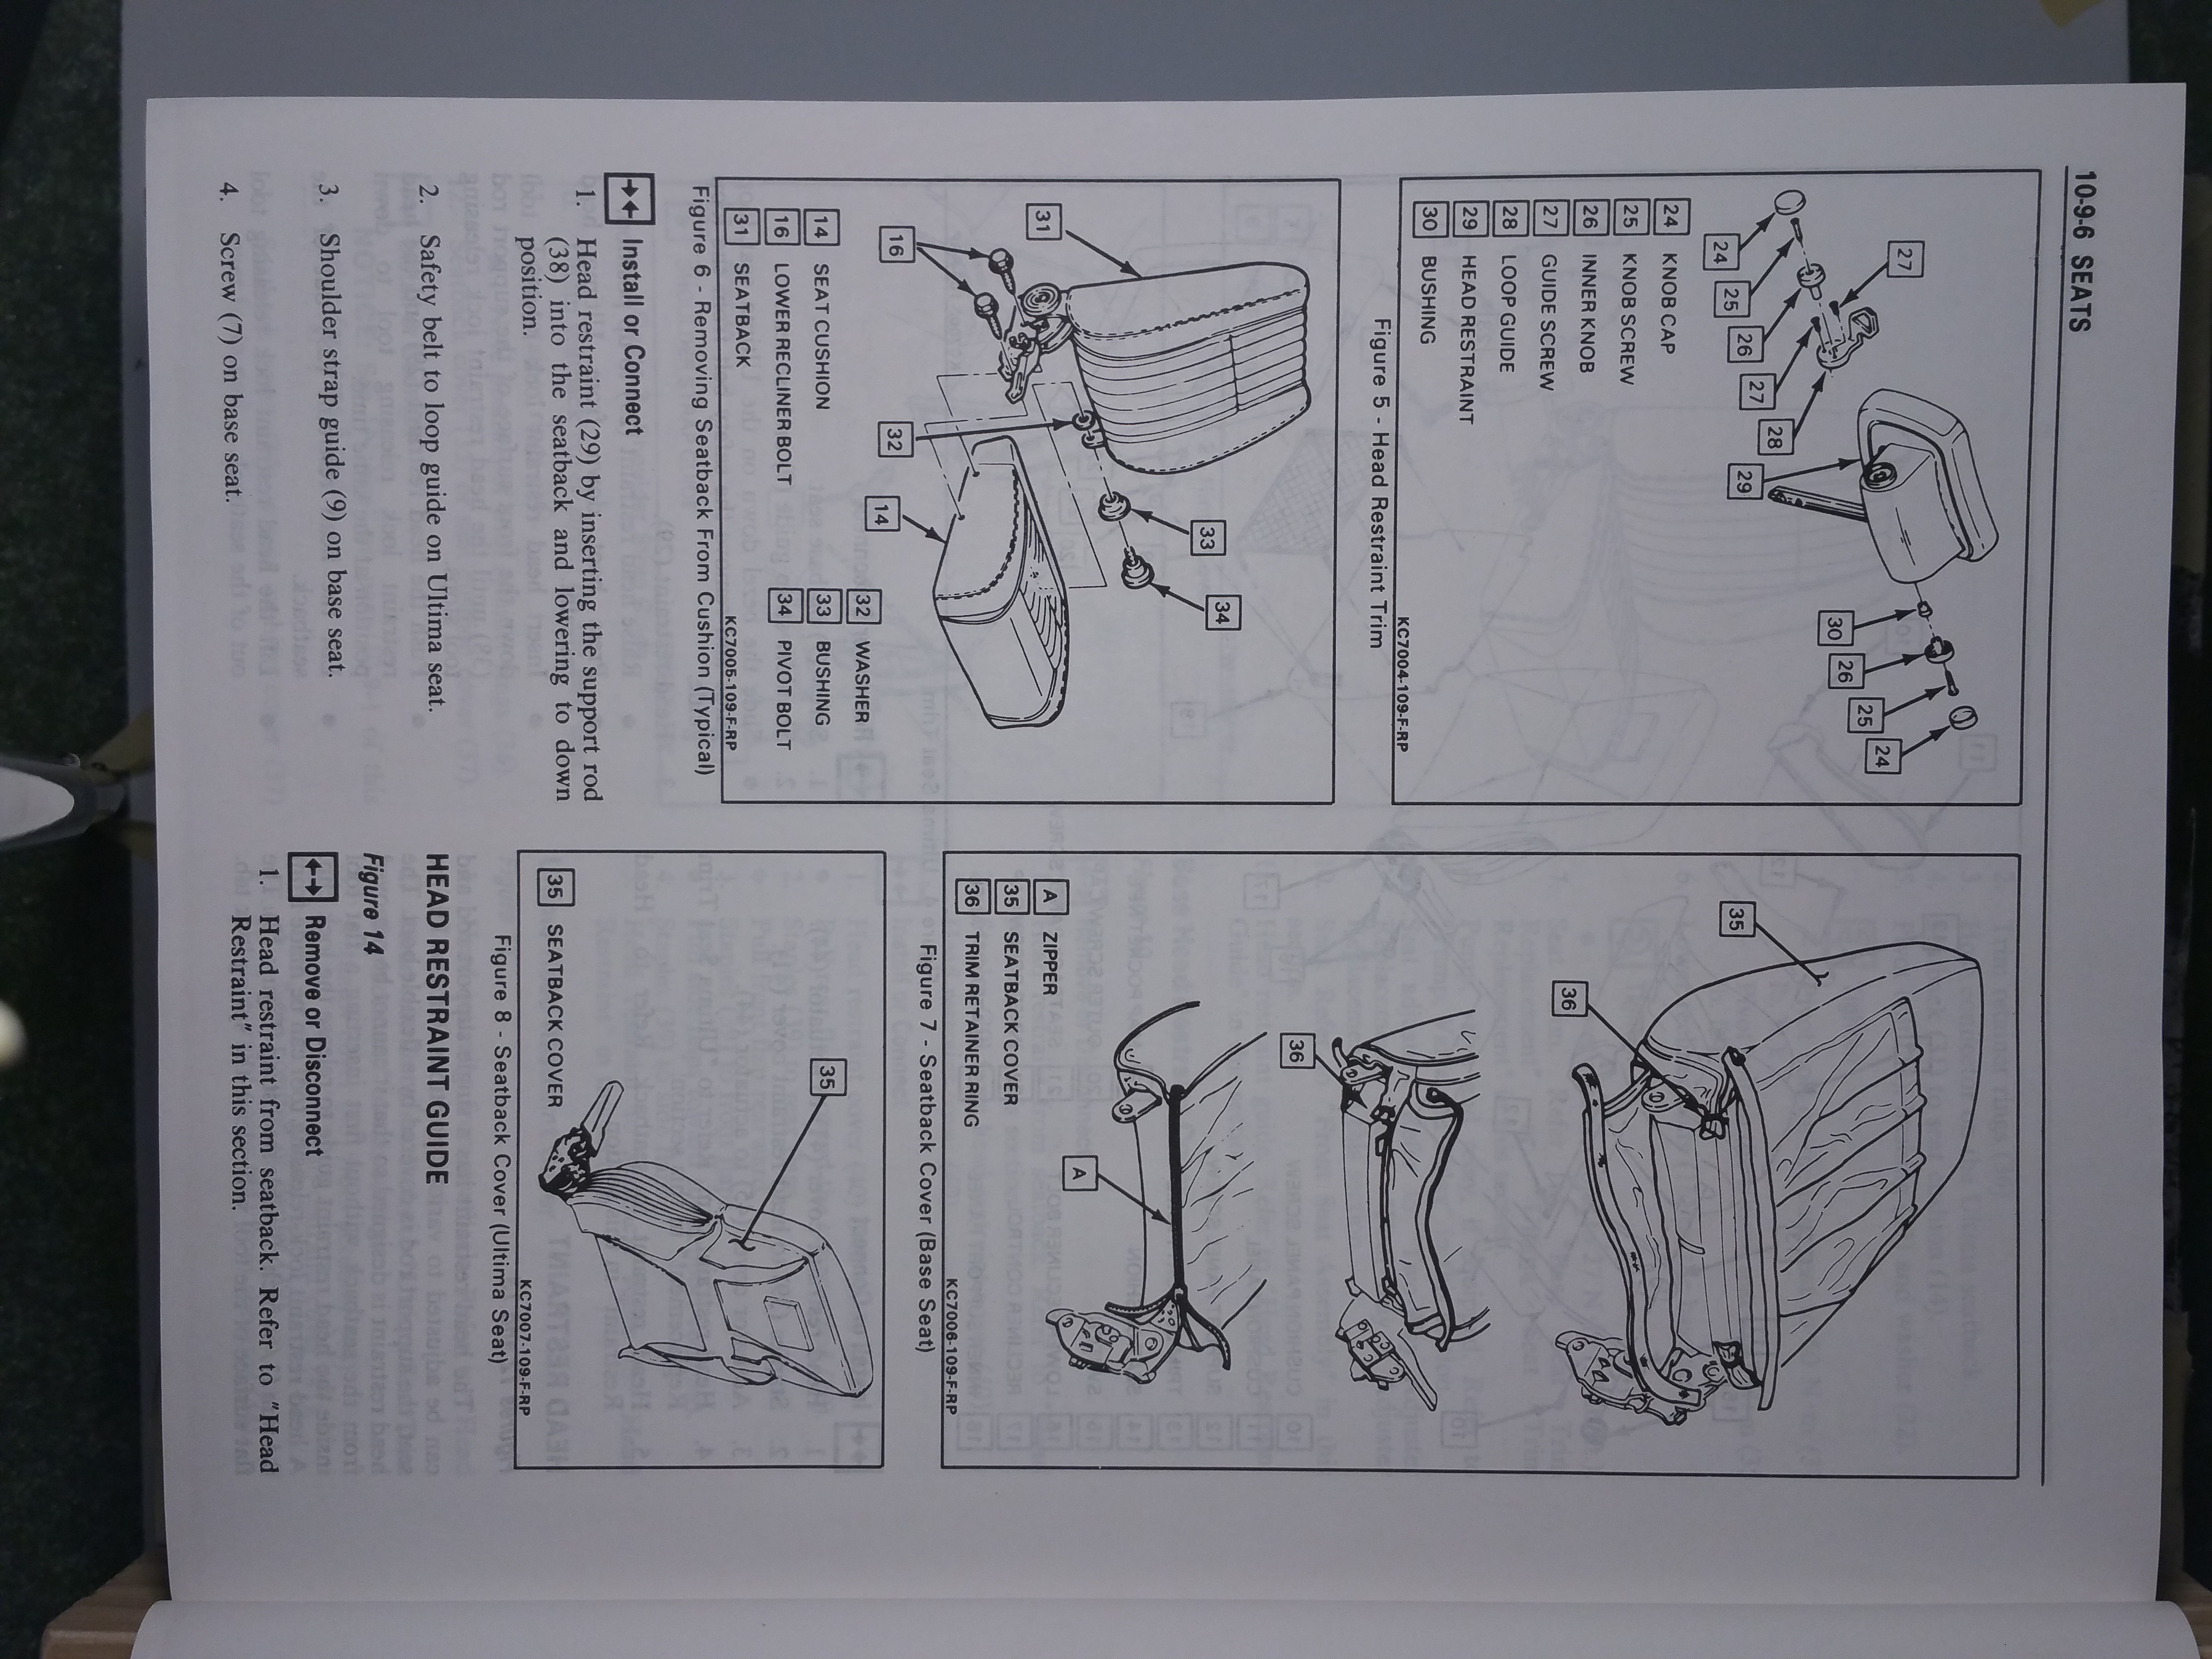 10-9-6 SEATS
27
24
25
26
27
28
29
30
26
25
24
24 KNOB CAP
25 KNOB SCREW
26 INNER KNOB
27 GUIDE SCREW
28 LOOP GUIDE
29 HEAD RESTRAINT
30 BUSHING
KC7004-109-F-RP
Figure 5 - Head Restraint Trim
31
16
32
14
33
34
14 SEAT CUSHION
16 LOWER RECLINER BOLT
31 SEATBACK
32 WASHER
33 BUSHING
34 PIVOT BOLT
KC7005-109-F-RP
Figure 6 - Removing Seatback From Cushion (Typical)
Install or Connect
1. Head restraint (29) by inserting the support rod
(38) into the seatback and lowering to down
position.
2. Safety belt to loop guide on Ultima seat.
3. Shoulder strap guide (9) on base seat.
4. Screw (7) on base seat.
35
36
36
A
A ZIPPER
35 SEATBACK COVER
36 TRIM RETAINER RING
KC7006-109-F-RP
Figure 7 - Seatback Cover (Base Seat)
35
35 SEATBACK COVER
KC7007-109-F-RP
Figure 8 - Seatback Cover (Ultima Seat)
HEAD RESTRAINT GUIDE
Figure 14
Remove or Disconnect
1. Head restraint from seatback. Refer to "Head
Restraint" in this section.